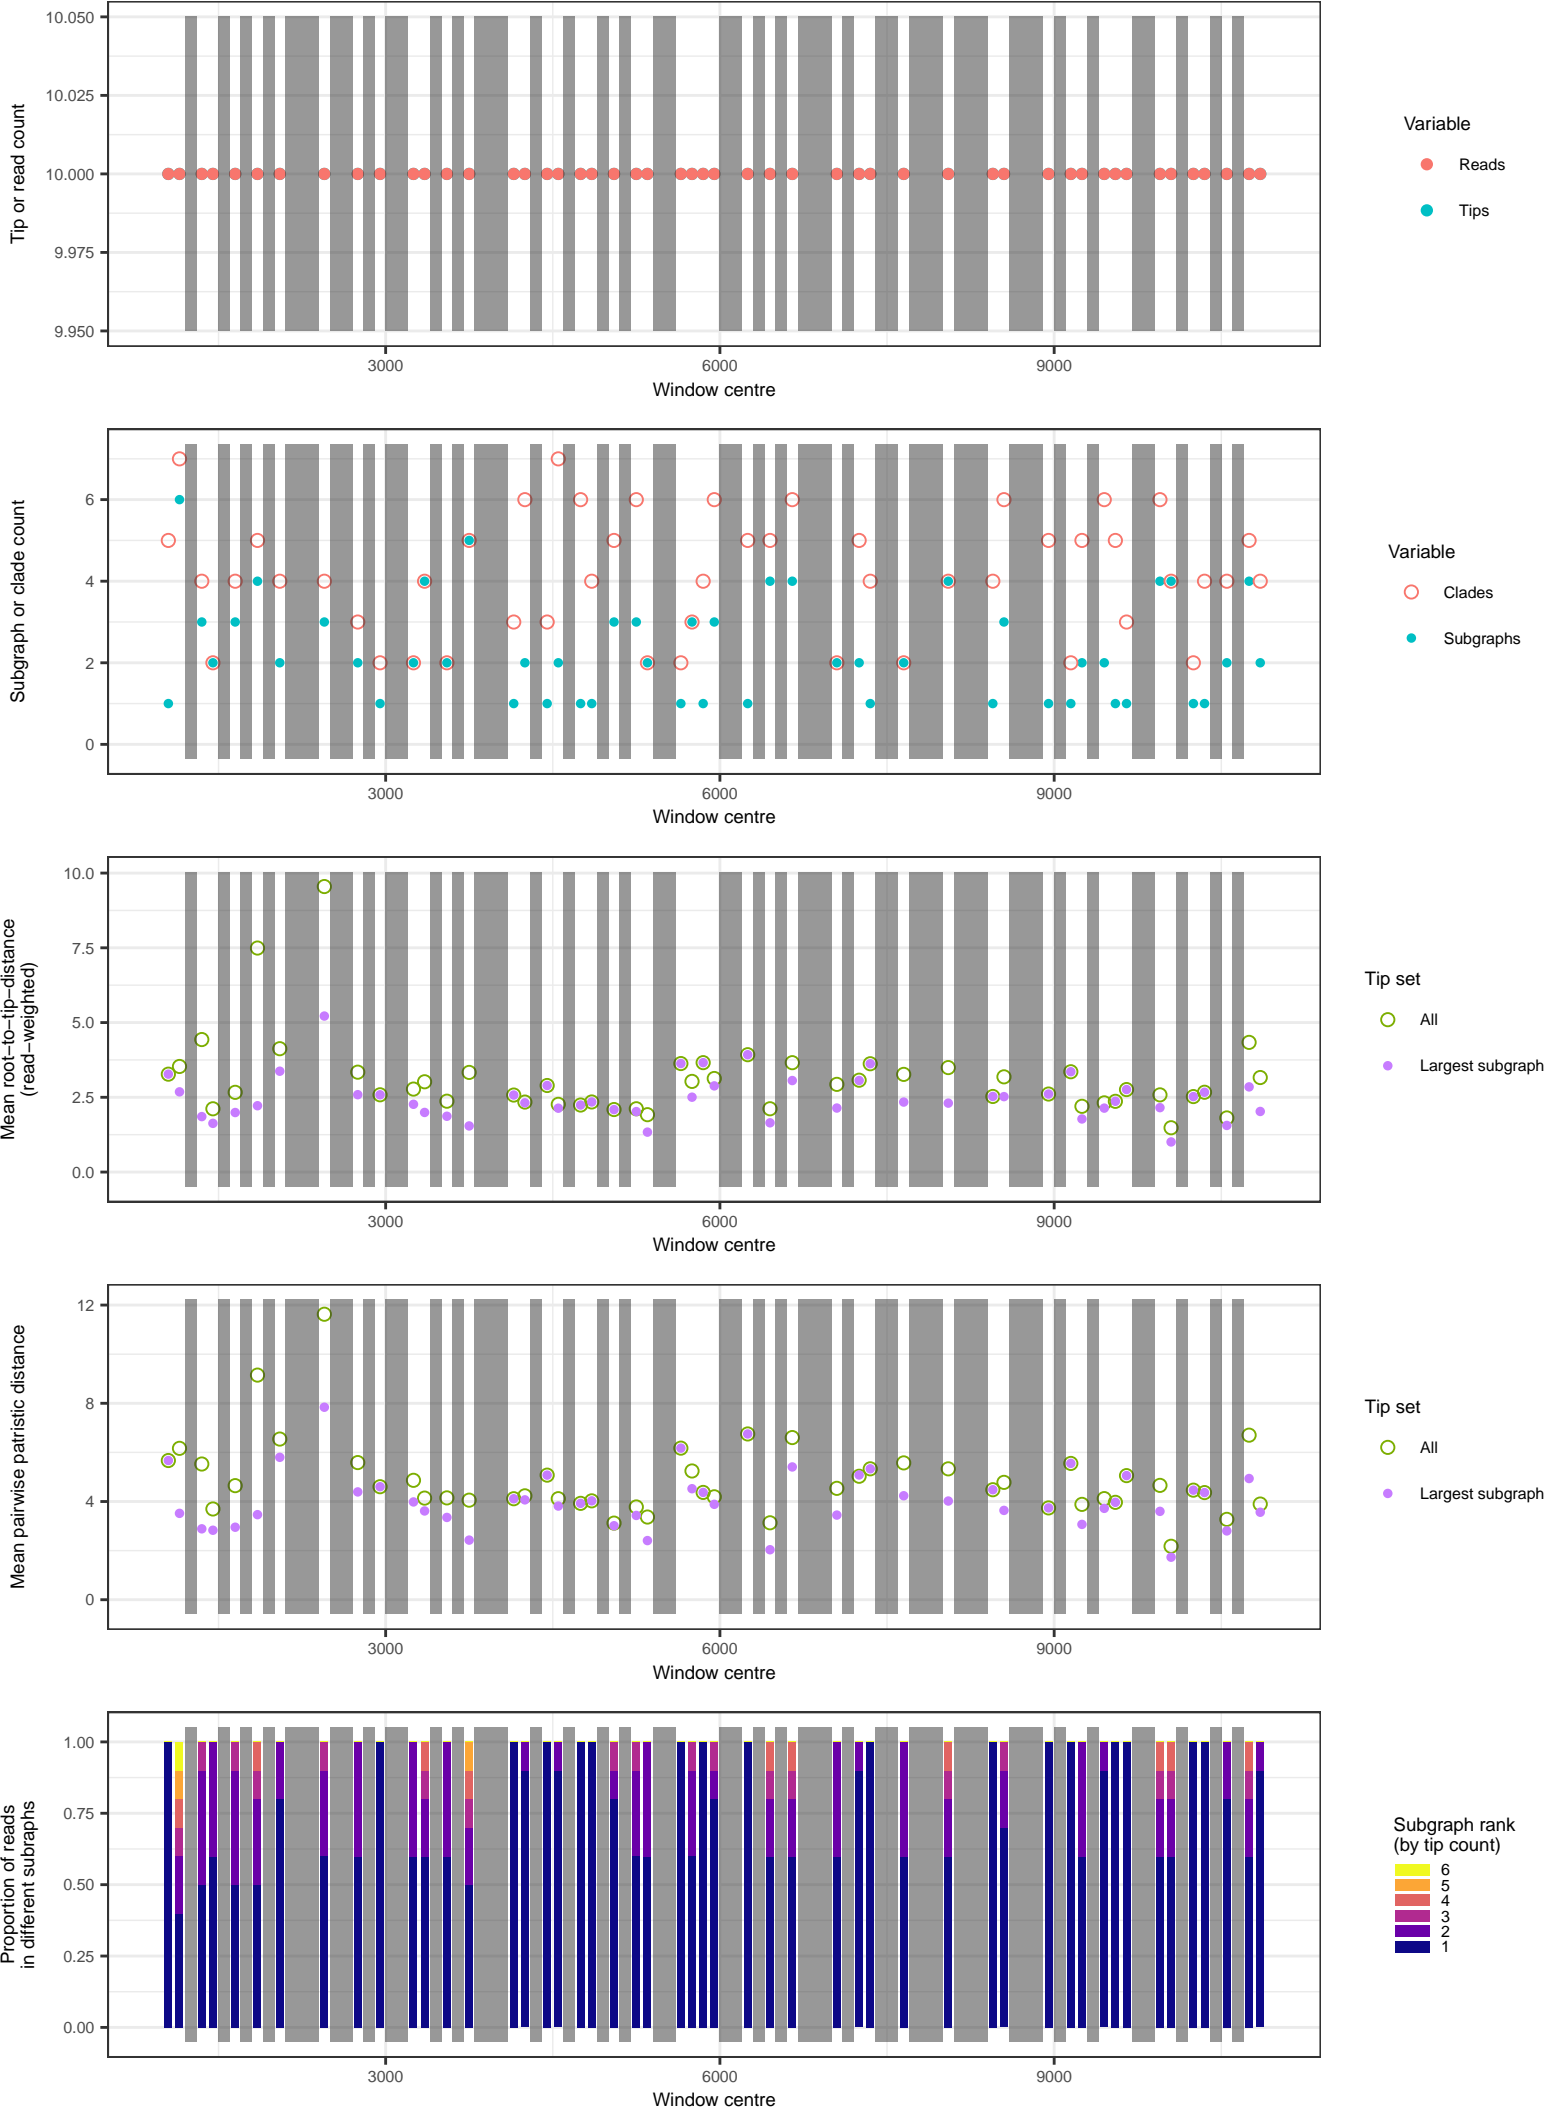 10.050
10.025
10.000
9.975
9.950
Tip or read count
3000
6000
9000
Window centre
Variable
Reads
Tips
6
4
2
0
Subgraph or clade count
3000
6000
9000
Window centre
Variable
Clades
Subgraphs
10.0
7.5
5.0
2.5
0.0
Mean root−to−tip−distance
(read−weighted)
3000
6000
9000
Window centre
Tip set
All
Largest subgraph
12
8
4
0
Mean pairwise patristic distance
3000
6000
9000
Window centre
Tip set
All
Largest subgraph
1.00
0.75
0.50
0.25
0.00
Proportion of reads
in different subraphs
3000
6000
9000
Window centre
Subgraph rank
(by tip count)
6
5
4
3
2
1